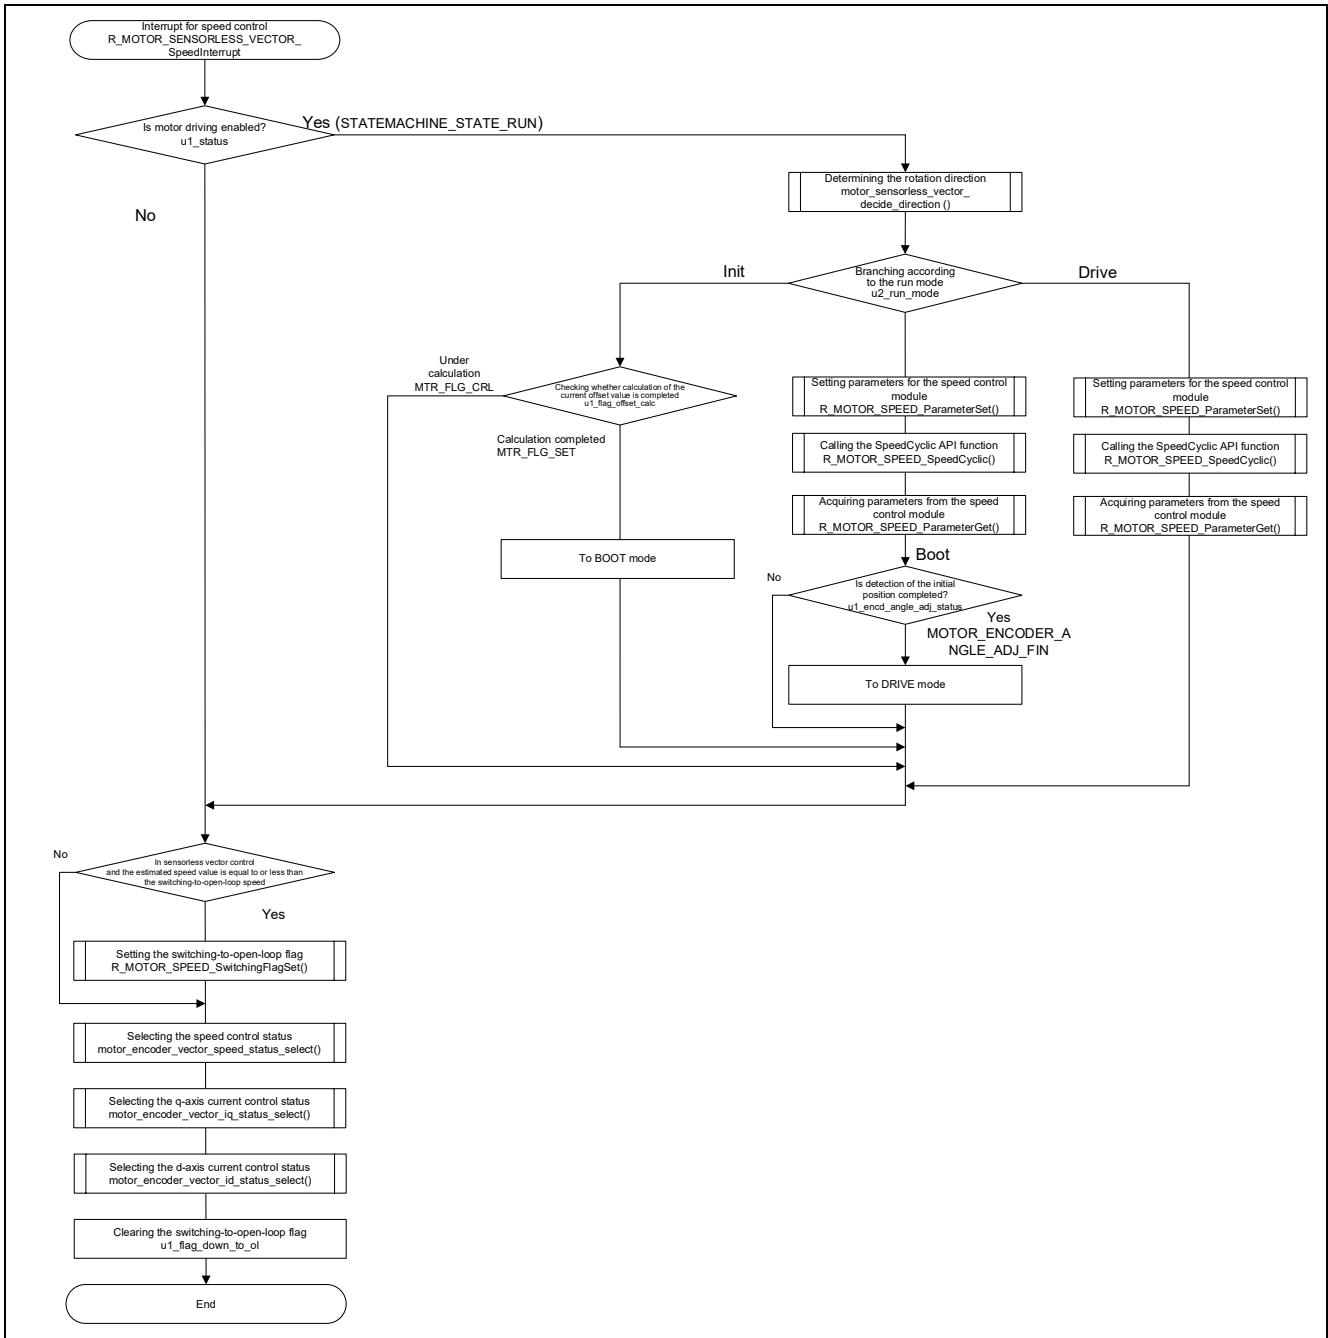 Interrupt for speed control
R_MOTOR_SENSORLESS_VECTOR_
SpeedInterrupt
Is motor driving enabled?
u1_status
Yes (STATEMACHINE_STATE_RUN)
No
Determining the rotation direction
motor_sensorless_vector_
decide_direction ()
Branching according
to the run mode
u2_run_mode
Init
Drive
Under
calculation
MTR_FLG_CRL
Checking whether calculation of the
current offset value is completed
u1_flag_offset_calc
Calculation completed
MTR_FLG_SET
To BOOT mode
Setting parameters for the speed control
module
R_MOTOR_SPEED_ParameterSet()
Calling the SpeedCyclic API function
R_MOTOR_SPEED_SpeedCyclic()
Acquiring parameters from the speed
control module
R_MOTOR_SPEED_ParameterGet()
Boot
Is detection of the initial
position completed?
u1_encd_angle_adj_status
No
Yes
MOTOR_ENCODER_A
NGLE_ADJ_FIN
To DRIVE mode
Setting parameters for the speed control
module
R_MOTOR_SPEED_ParameterSet()
Calling the SpeedCyclic API function
R_MOTOR_SPEED_SpeedCyclic()
Acquiring parameters from the speed
control module
R_MOTOR_SPEED_ParameterGet()
In sensorless vector control
and the estimated speed value is equal to or less than
the switching-to-open-loop speed
No
Yes
Setting the switching-to-open-loop flag
R_MOTOR_SPEED_SwitchingFlagSet()
Selecting the speed control status
motor_encoder_vector_speed_status_select()
Selecting the q-axis current control status
motor_encoder_vector_iq_status_select()
Selecting the d-axis current control status
motor_encoder_vector_id_status_select()
Clearing the switching-to-open-loop flag
u1_flag_down_to_ol
End